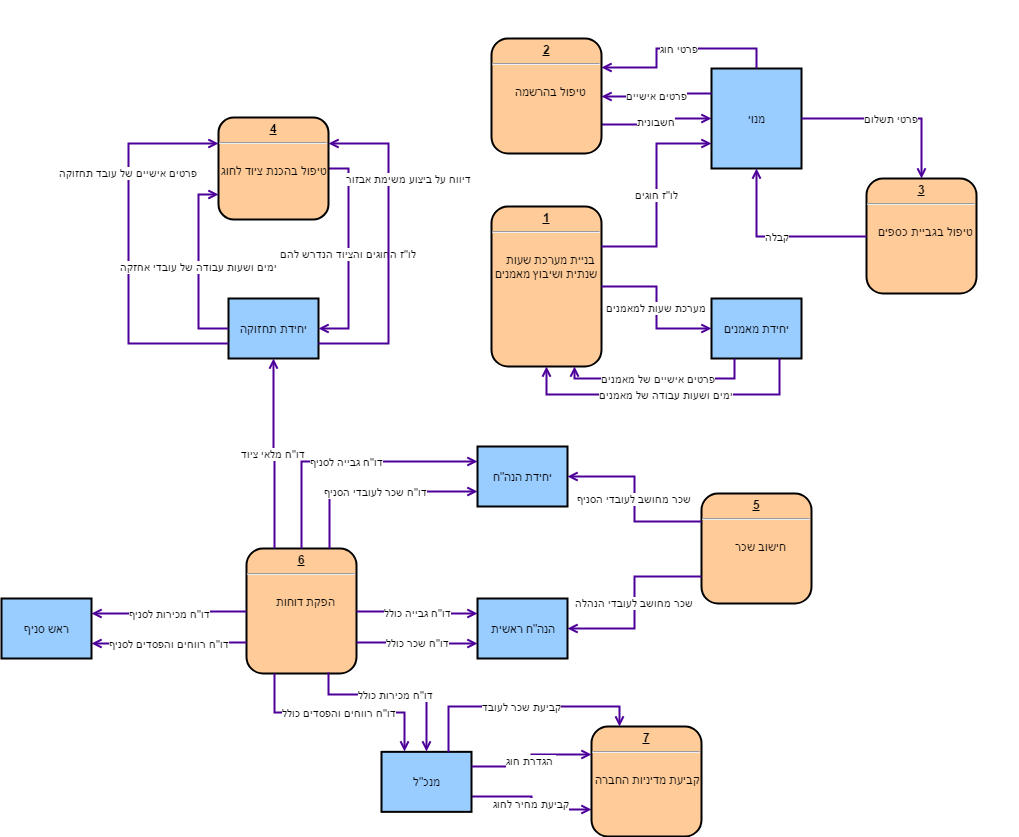 2
טיפול בהרשמה
פרטי חוג
פרטים אישיים
חשבונית
מנוי
פרטי תשלום
3
טיפול בגביית כספים
קבלה
לו"ז חוגים
1
בניית מערכת שעות
שנתית ושיבוץ מאמנים
מערכת שעות למאמנים
יחידת מאמנים
פרטים אישיים של מאמנים
ימים ושעות עבודה של מאמנים
4
טיפול בהכנת ציוד לחוג
פרטים אישיים של עובד תחזוקה
דיווח על ביצוע משימת אבזור
לו"ז החוגים והציוד הנדרש להם
ימים ושעות עבודה של עובדי אחזקה
יחידת תחזוקה
דו"ח מלאי ציוד
דו"ח גבייה לסניף
דו"ח שכר לעובדי הסניף
יחידת הנה"ח
שכר מחושב לעובדי הסניף
5
חישוב שכר
שכר מחושב לעובדי הנהלה
6
הפקת דוחות
דו"ח גבייה כולל
דו"ח שכר כולל
הנה"ח ראשית
דו"ח מכירות לסניף
דו"ח רווחים והפסדים לסניף
ראש סניף
דו"ח מכירות כולל
דו"ח רווחים והפסדים כולל
מנכ"ל
קביעת שכר לעובד
הגדרת חוג
קביעת מחיר לחוג
7
קביעת מדיניות החברה